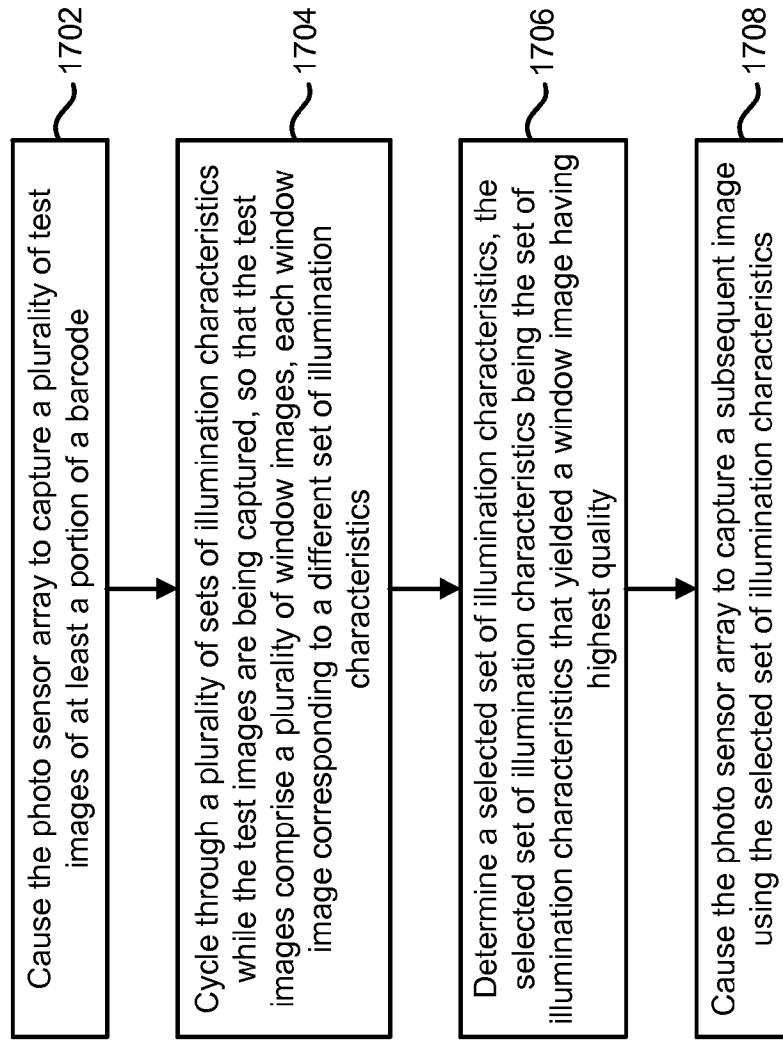 Cause the photo sensor array to capture a plurality of test
images of at least a portion of a barcode
1702
Cycle through a plurality of sets of illumination characteristics
while the test images are being captured, so that the test
images comprise a plurality of window images, each window
image corresponding to a different set of illumination
characteristics
1704
Determine a selected set of illumination characteristics, the
selected set of illumination characteristics being the set of
illumination characteristics that yielded a window image having
highest quality
1706
Cause the photo sensor array to capture a subsequent image
using the selected set of illumination characteristics
1708